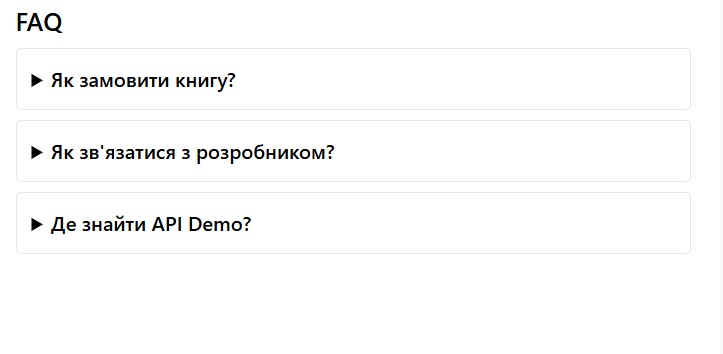 FAQ
Як замовити книгу?
Як зв'язатися з розробником?
Де знайти API Demo?